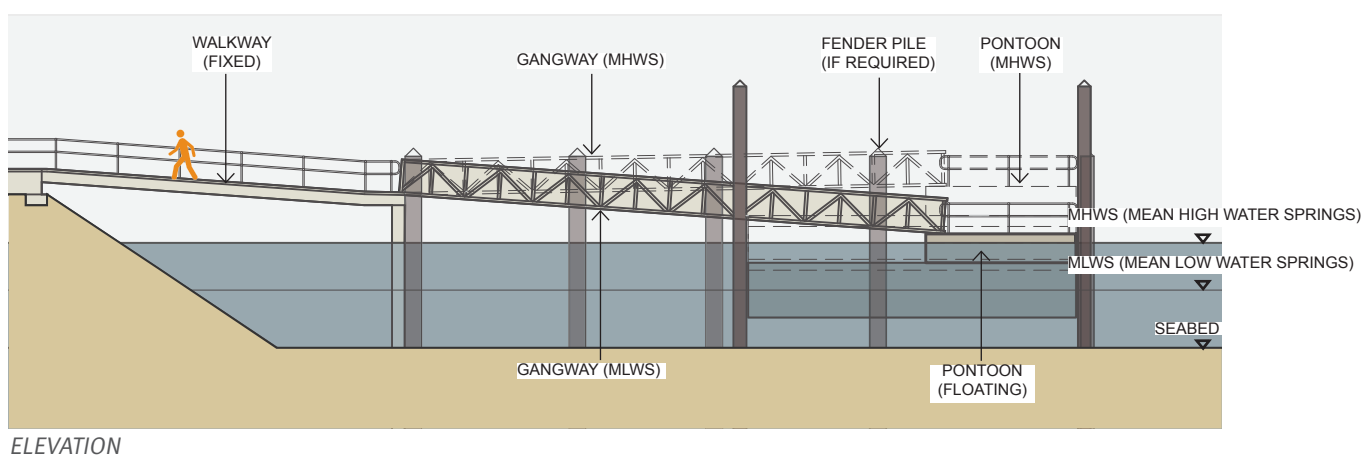 WALKWAY
(FIXED)
GANGWAY (MHWS)
FENDER PILE
(IF REQUIRED)
PONTOON
(MHWS)
MHWS (MEAN HIGH WATER SPRINGS)
MLWS (MEAN LOW WATER SPRINGS)
SEABED
GANGWAY (MLWS)
PONTOON
(FLOATING)
ELEVATION